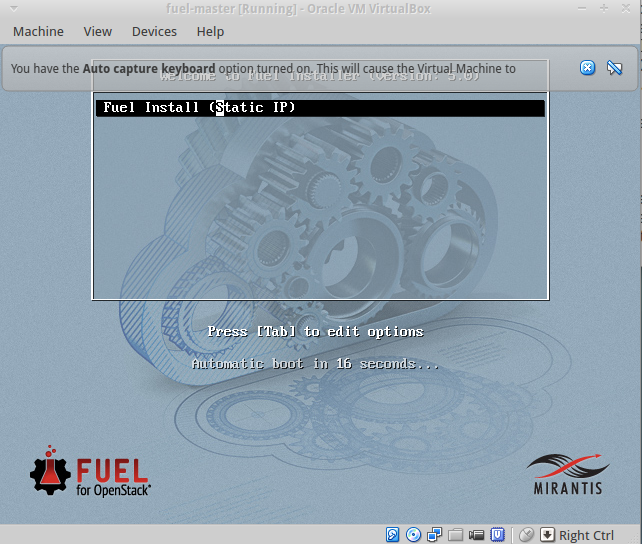 fuel-master [Running] - Oracle VM VirtualBox
Machine View Devices Help
You have the Auto capture keyboard option turned on. This will cause the Virtual Machine to
Welcome to Fuel Installer (version: 5.0)
Fuel Install (Static IP)
Press [Tab] to edit options
Automatic boot in 16 seconds...
FUEL
for OpenStack
MIRANTIS
Right Ctrl